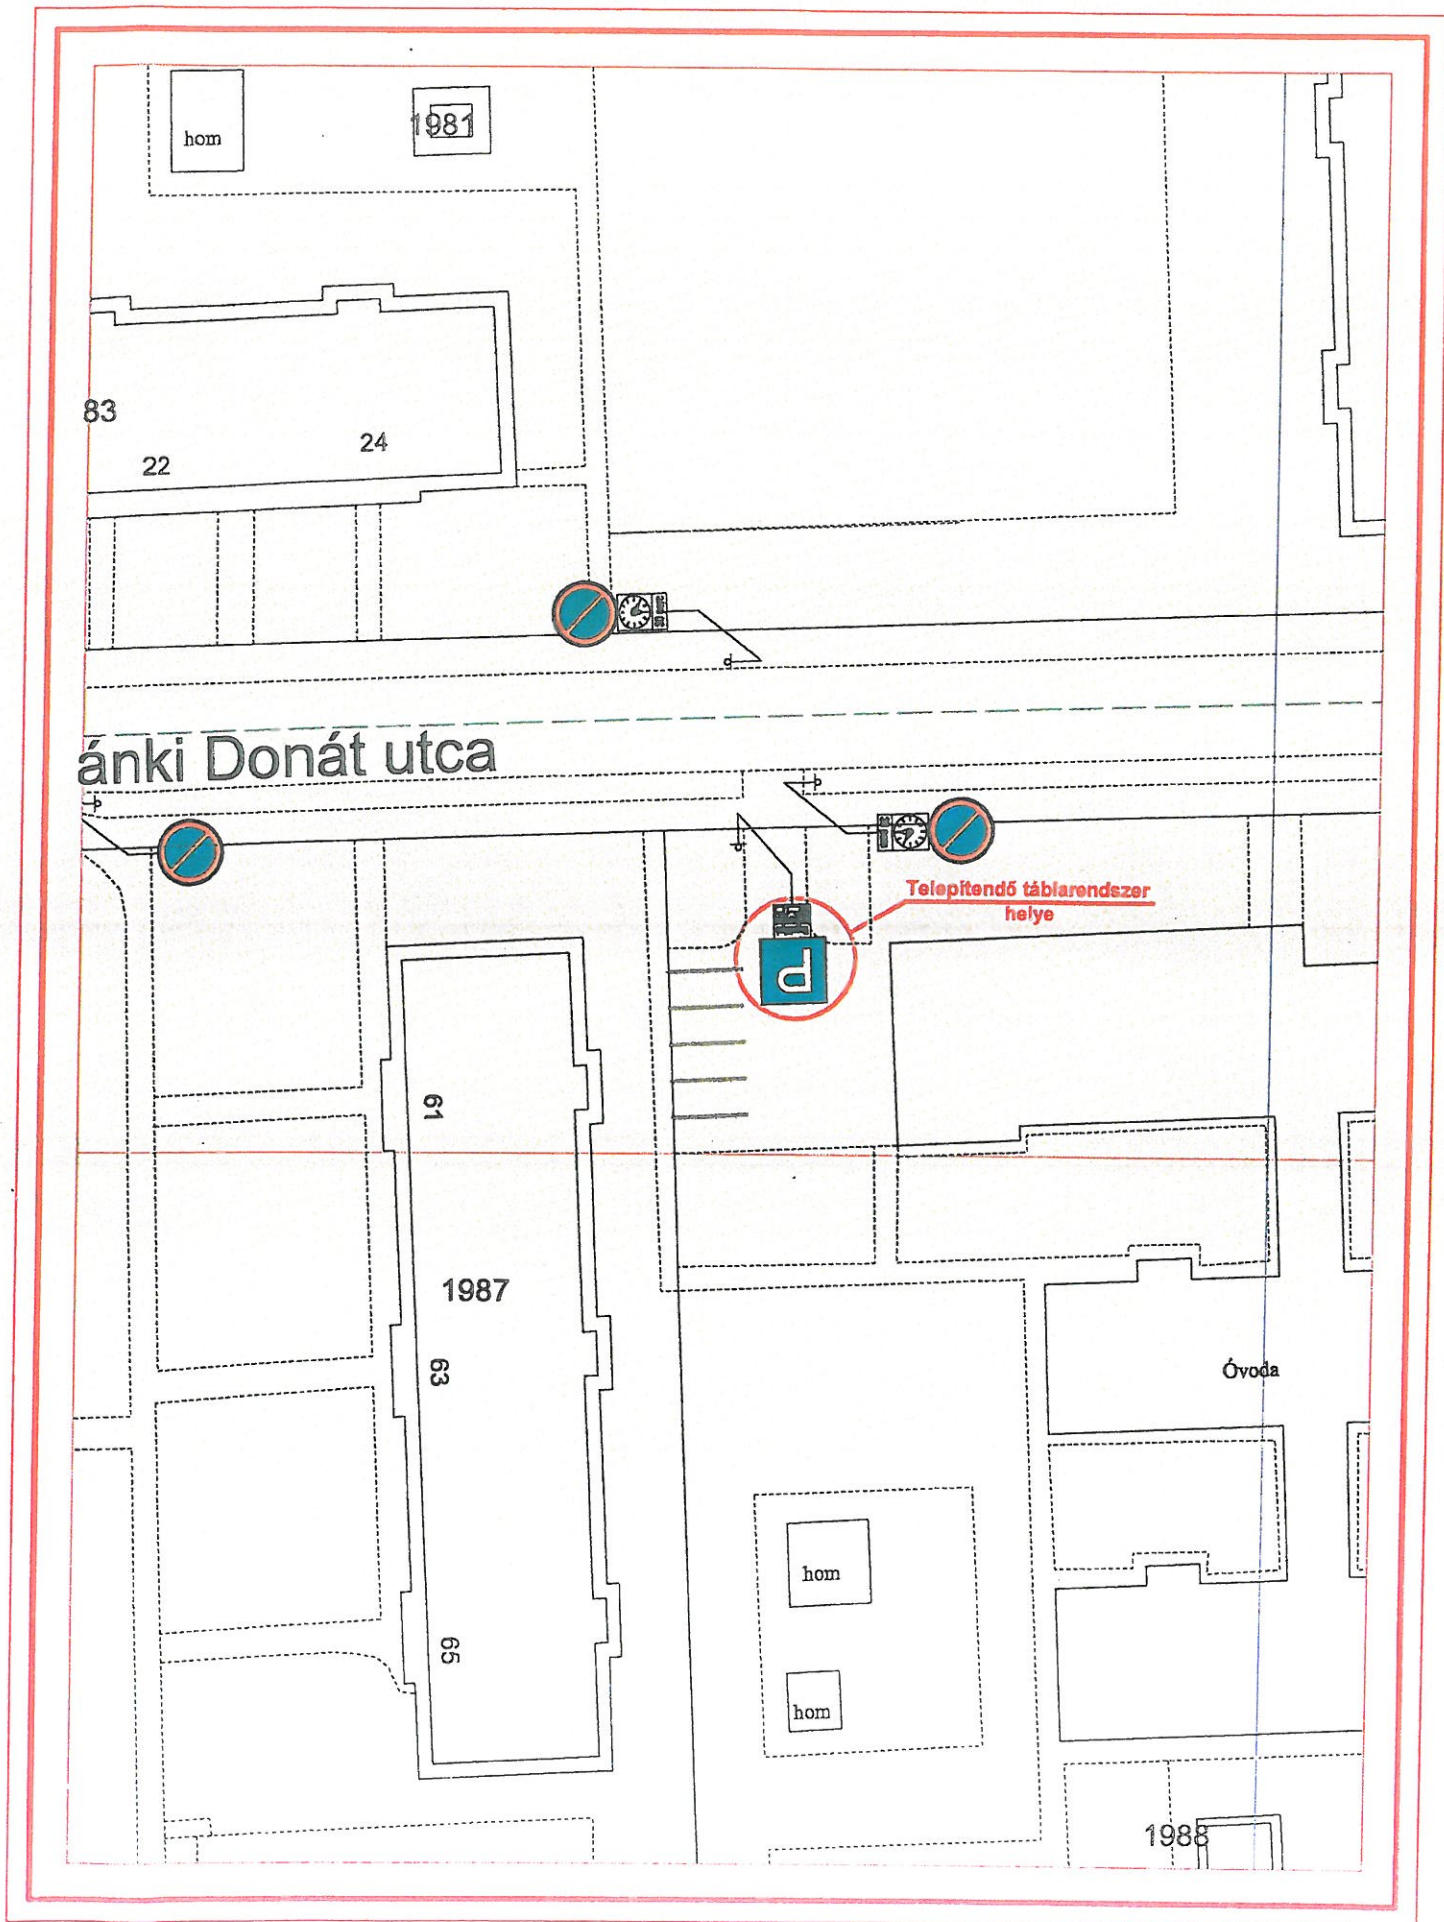 hom
1981
83
22
24
ánki Donát utca
Telepítendő táblarendszer
helye
P
61
1987
63
Óvoda
hom
65
hom
1988